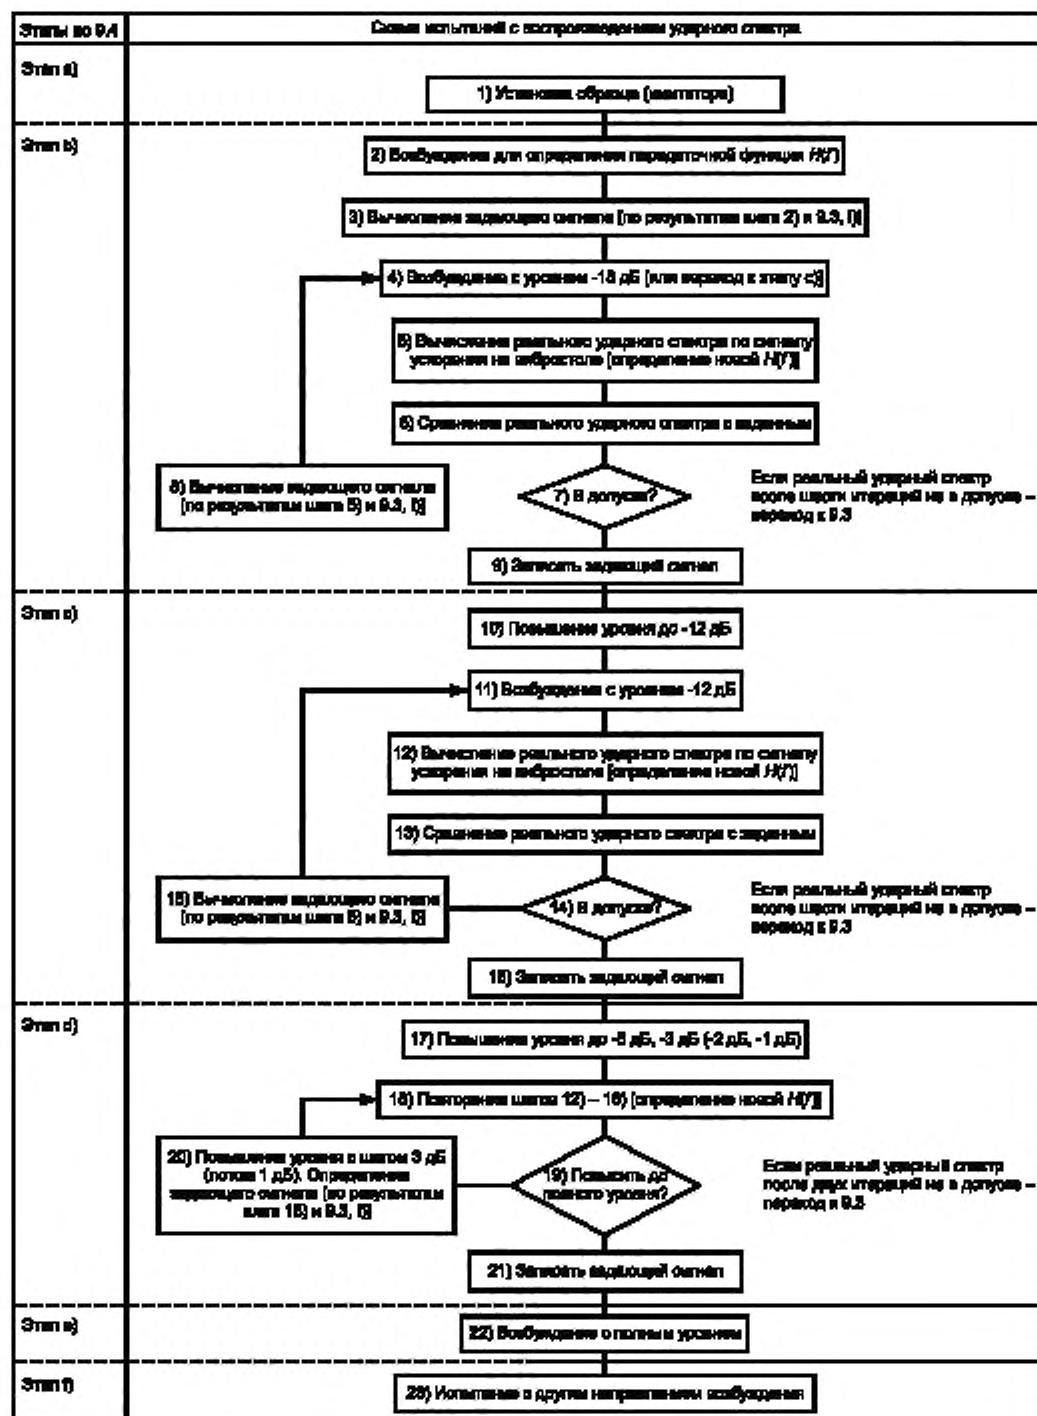 Этапы по 9.4
Схема испытаний с воспроизведением ударного спектра
Этап a)
1) Установка образца (имитатора)
Этап b)
2) Возбуждение для определения передаточной функции H(f)
3) Вычисление задающего сигнала [по результатам шага 2) и 9.3, f)]
4) Возбуждение с уровнем -18 дБ [или переход к этапу c)]
5) Вычисление реального ударного спектра по сигналу
ускорения на вибростоле [определение новой H(f)]
6) Сравнение реального ударного спектра с заданным
7) В допуске?
8) Вычисление задающего сигнала
[по результатам шага 5) и 9.3, f)]
Если реальный ударный спектр
после шести итераций не в допуске –
переход к 9.3
9) Записать задающий сигнал
Этап c)
10) Повышение уровня до -12 дБ
11) Возбуждение с уровнем -12 дБ
12) Вычисление реального ударного спектра по сигналу
ускорения на вибростоле [определение новой H(f)]
13) Сравнение реального ударного спектра с заданным
14) В допуске?
15) Вычисление задающего сигнала
[по результатам шага 5) и 9.3, f)]
Если реальный ударный спектр
после шести итераций не в допуске –
переход к 9.3
16) Записать задающий сигнал
Этап d)
17) Повышение уровня до -6 дБ, -3 дБ (-2 дБ, -1 дБ)
18) Повторение шагов 12) – 16) [определение новой H(f)]
19) Повысить до
полного уровня?
20) Повышение уровня с шагом 3 дБ
(потом 1 дБ). Определение
задающего сигнала [по результатам
шага 18) и 9.3, f)]
Если реальный ударный спектр
после двух итераций не в допуске –
переход к 9.3
21) Записать задающий сигнал
Этап e)
22) Возбуждение с полным уровнем
Этап f)
23) Испытание в другом направлении возбуждения